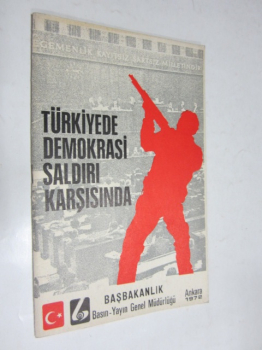 TÜRKİYEDE
DEMOKRASİ
SALDIRI
KARŞISINDA
BAŞBAKANLIK
Basın-Yayın Genel Müdürlüğü
Ankara
1972